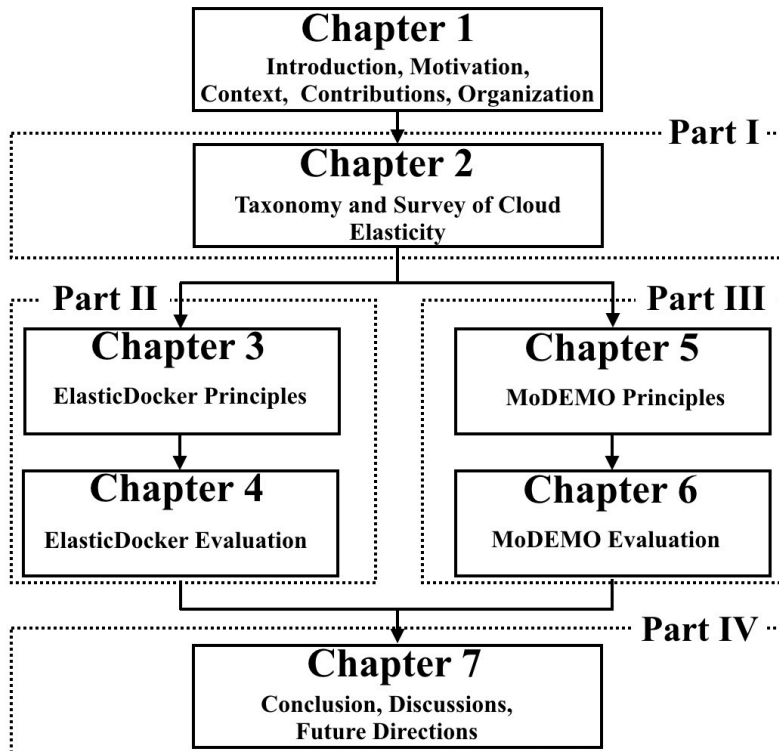 Chapter 1
Introduction, Motivation,
Context, Contributions, Organization
Part I
Chapter 2
Taxonomy and Survey of Cloud
Elasticity
Part II
Chapter 3
ElasticDocker Principles
Chapter 4
ElasticDocker Evaluation
Part III
Chapter 5
MoDEMO Principles
Chapter 6
MoDEMO Evaluation
Part IV
Chapter 7
Conclusion, Discussions,
Future Directions